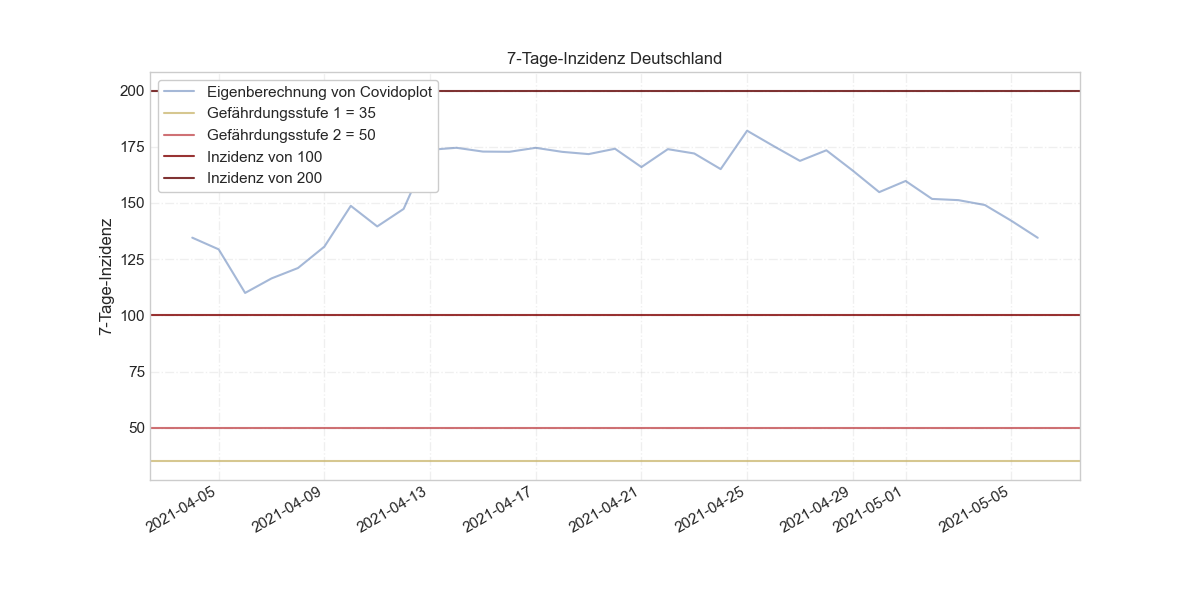 7-Tage-Inzidenz Deutschland
Eigenberechnung von Covidoplot
Gefährdungsstufe 1 = 35
Gefährdungsstufe 2 = 50
Inzidenz von 100
Inzidenz von 200
7-Tage-Inzidenz
200
175
150
125
100
75
50
2021-04-05
2021-04-09
2021-04-13
2021-04-17
2021-04-21
2021-04-25
2021-04-29
2021-05-01
2021-05-05